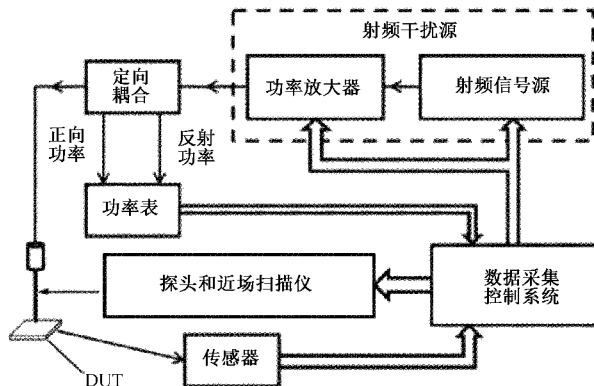 射频干扰源
定向
耦合
功率放大器
射频信号源
正向
功率
反射
功率
功率表
探头和近场扫描仪
数据采集
控制系统
传感器
DUT